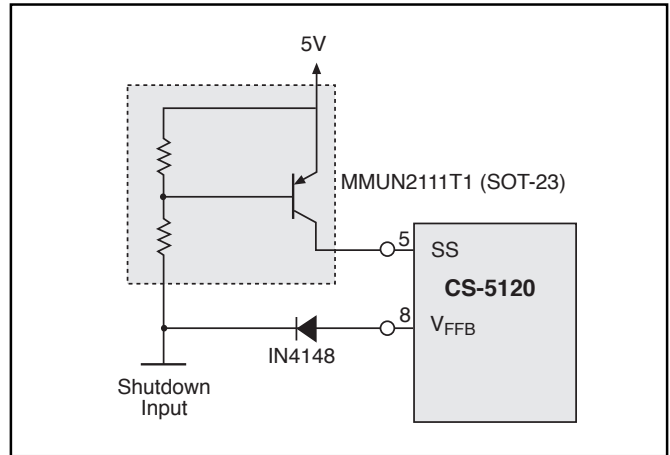 5V
MMUN2111T1 (SOT-23)
5
SS
CS-5120
8
VFFB
IN4148
Shutdown
Input